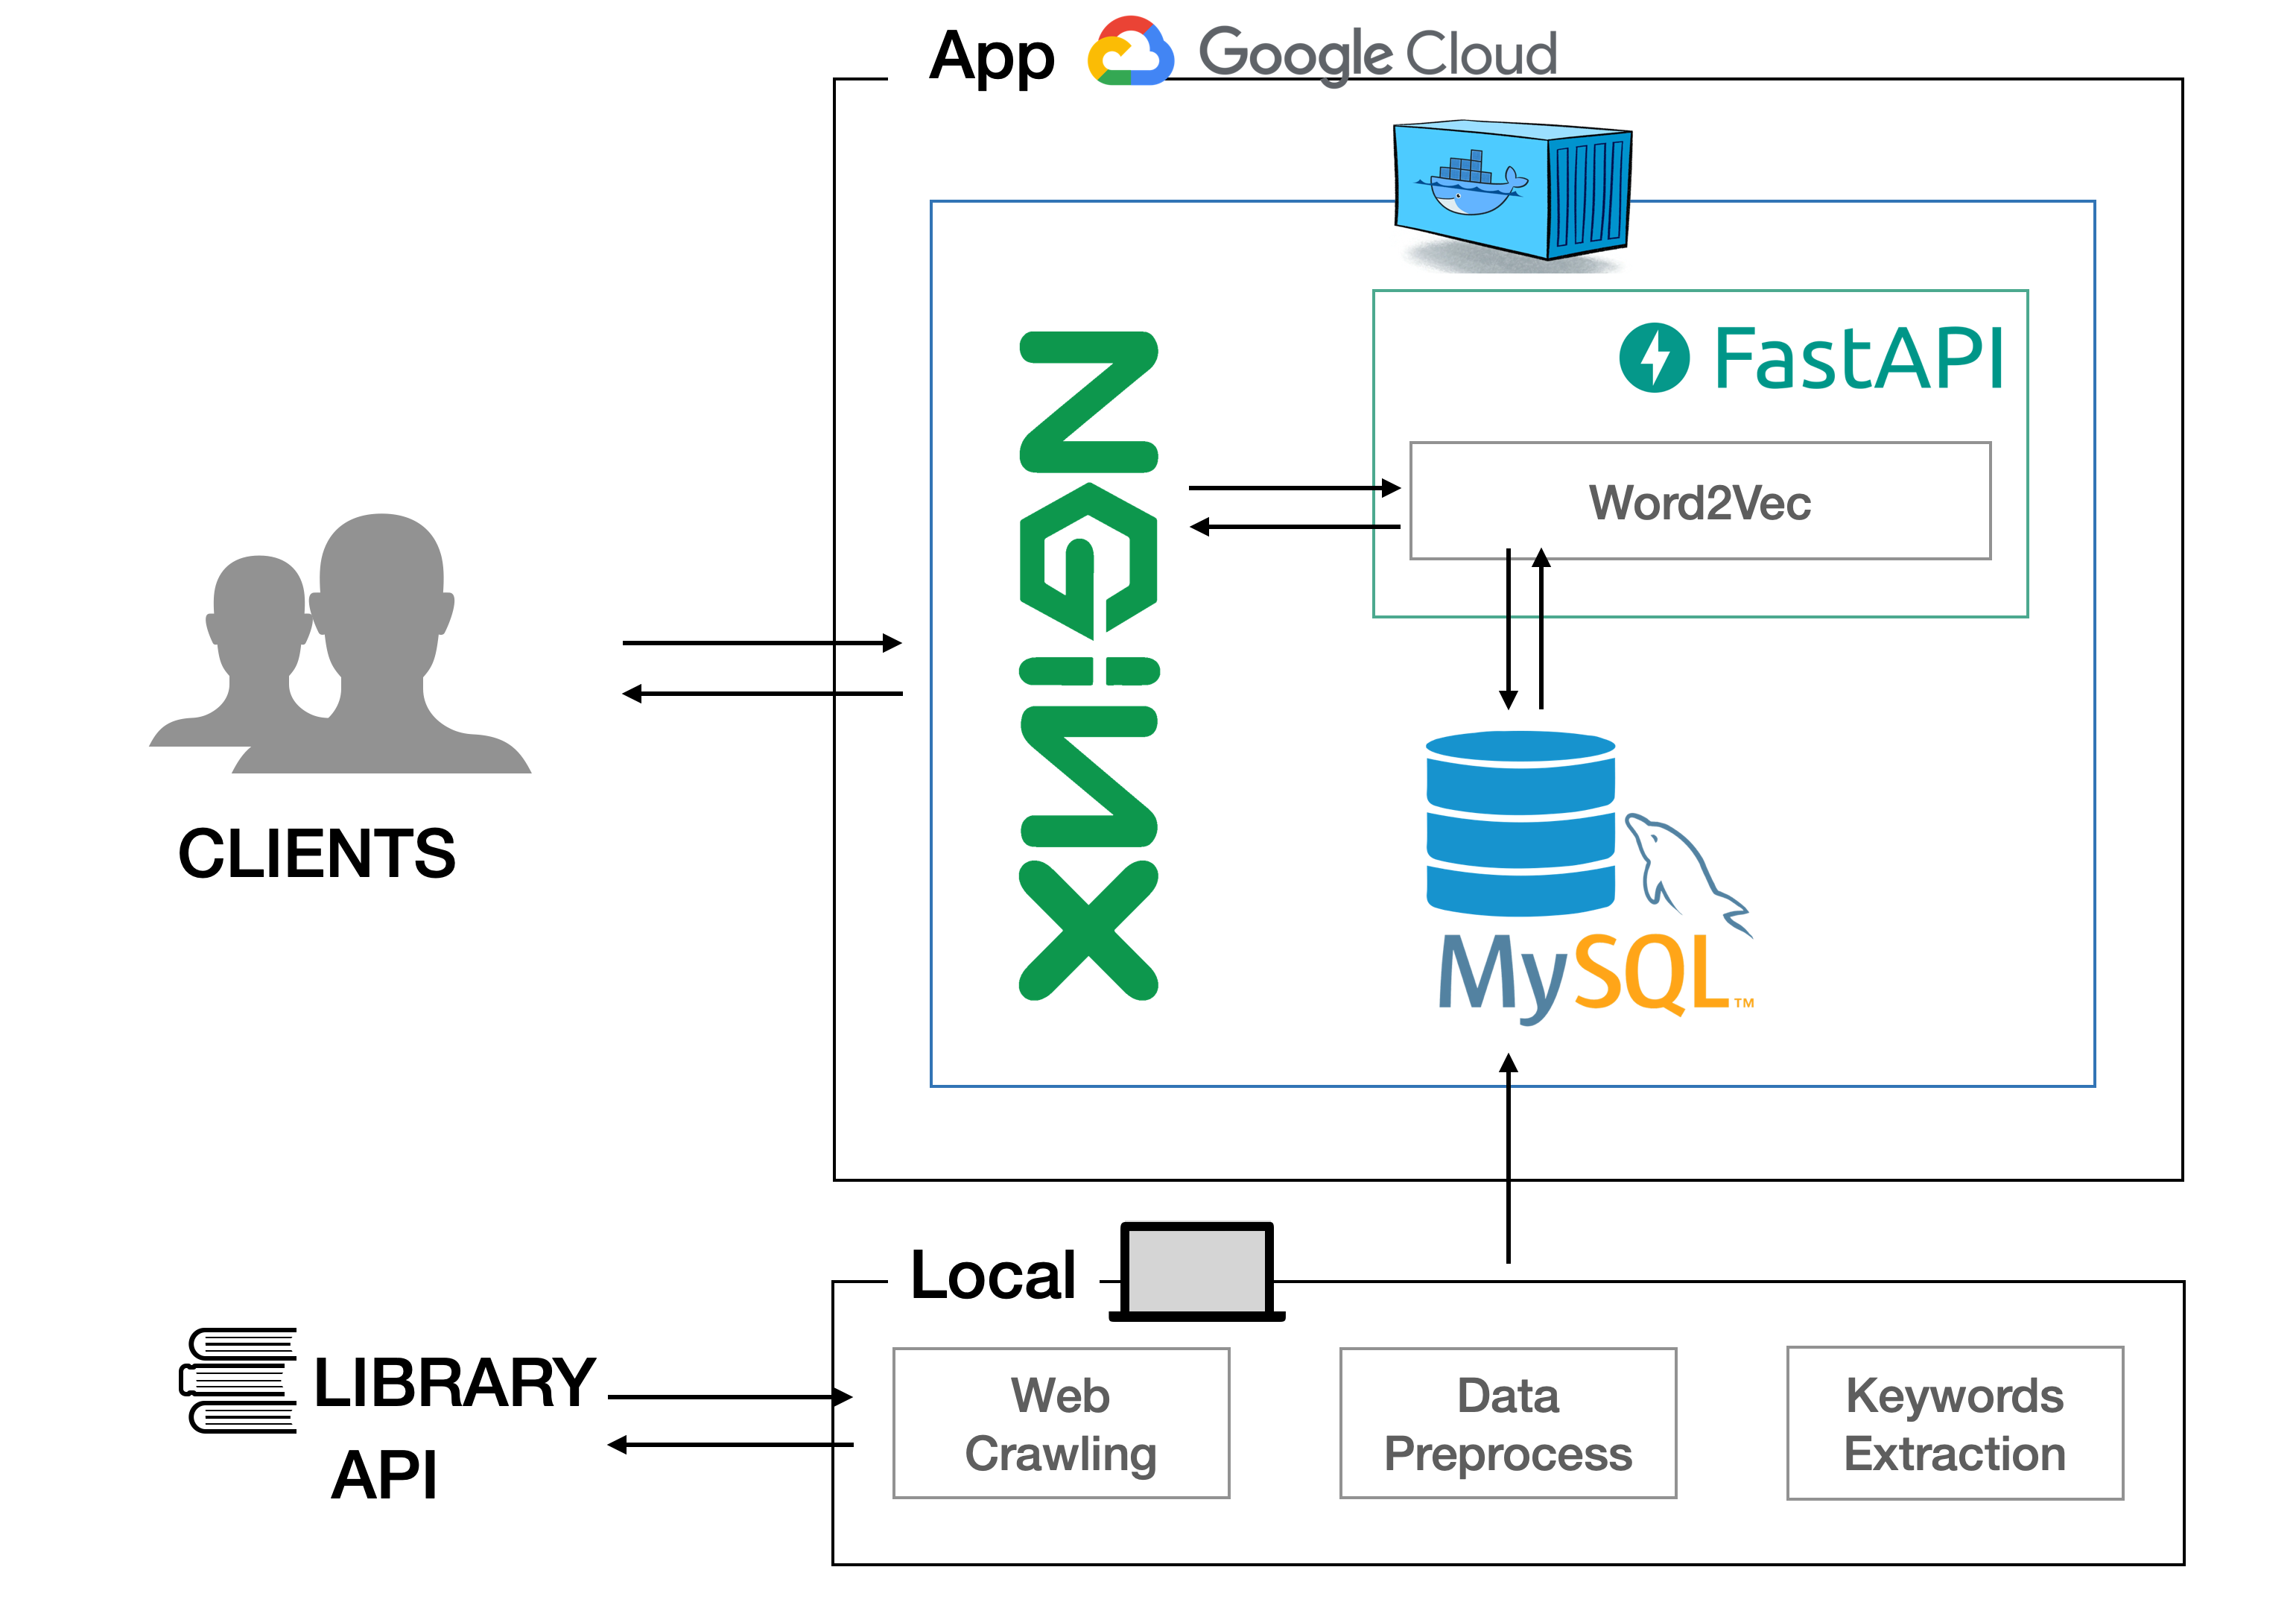 App Google Cloud
FastAPI
Word2Vec
NGINX
CLIENTS
MySQL™
Local
LIBRARY
API
Web
Crawling
Data
Preprocess
Keywords
Extraction